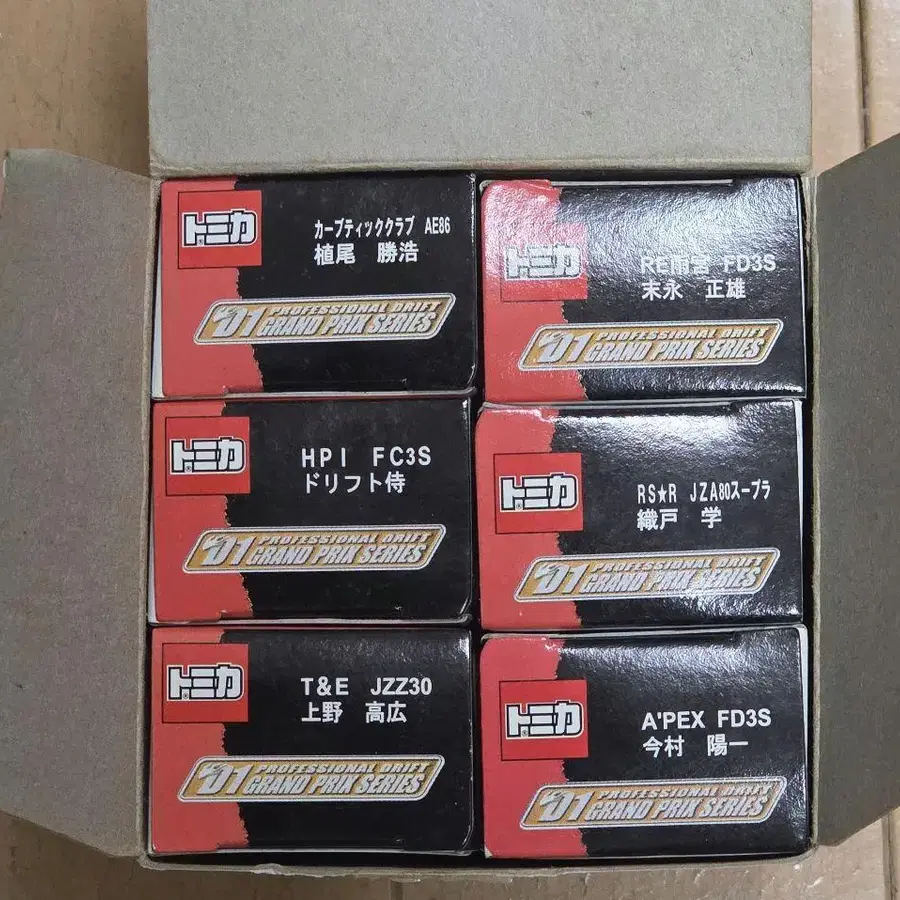 トミカ
カーブティッククラブ AE86
植尾 勝浩
D1 PROFESSIONAL DRIFT
GRAND PRIX SERIES
トミカ
RE雨宮 FD3S
末永 正雄
D1 PROFESSIONAL DRIFT
GRAND PRIX SERIES
トミカ
HPI FC3S
ドリフト侍
D1 PROFESSIONAL DRIFT
GRAND PRIX SERIES
トミカ
RS★R JZA80スープラ
織戸 学
D1 PROFESSIONAL DRIFT
GRAND PRIX SERIES
トミカ
T&E JZZ30
上野 高広
D1 PROFESSIONAL DRIFT
GRAND PRIX SERIES
トミカ
A'PEX FD3S
今村 陽一
D1 PROFESSIONAL DRIFT
GRAND PRIX SERIES